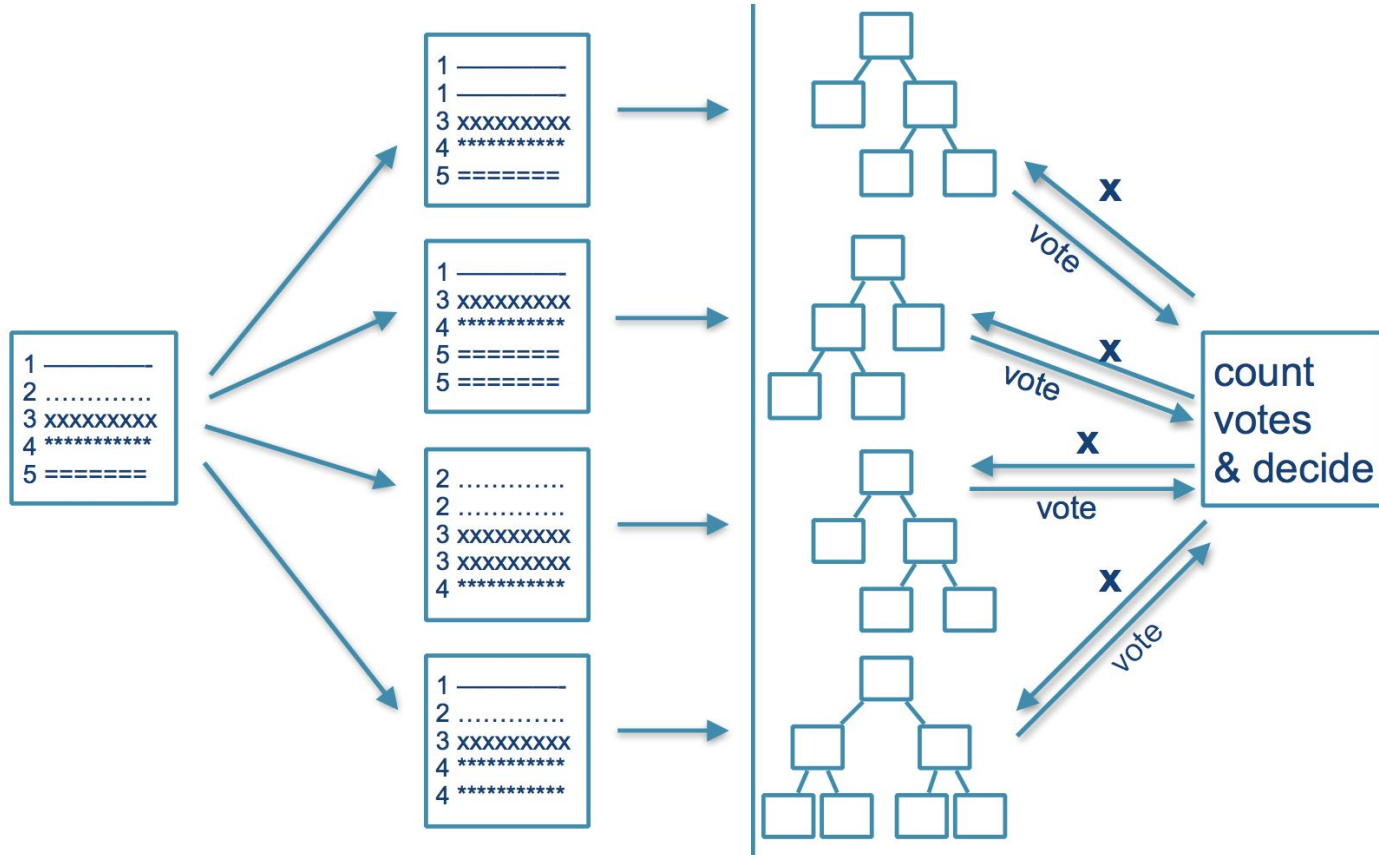 1 ——————-
2 .............
3 xxxxxxxxx
4 ***********
5 =======
1 ——————-
1 ——————-
3 xxxxxxxxx
4 ***********
5 =======
1 ——————-
3 xxxxxxxxx
4 ***********
5 =======
5 =======
2 .............
2 .............
3 xxxxxxxxx
3 xxxxxxxxx
4 ***********
1 ——————-
2 .............
3 xxxxxxxxx
4 ***********
4 ***********
x
vote
x
vote
x
vote
x
vote
count
votes
& decide